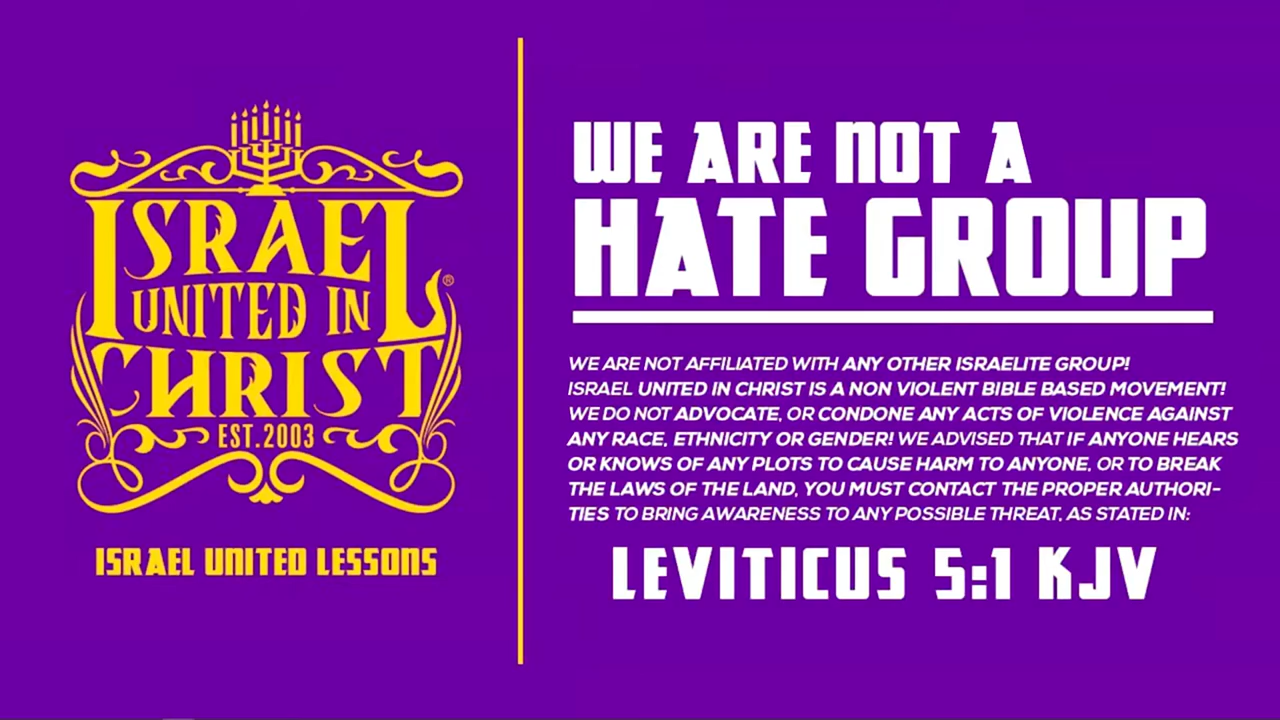 ISRAEL
UNITED IN
CHRIST®
EST.2003
ISRAEL UNITED LESSONS
WE ARE NOT A
HATE GROUP
WE ARE NOT AFFILIATED WITH ANY OTHER ISRAELITE GROUP!
ISRAEL UNITED IN CHRIST IS A NON VIOLENT BIBLE BASED MOVEMENT!
WE DO NOT ADVOCATE, OR CONDONE ANY ACTS OF VIOLENCE AGAINST
ANY RACE, ETHNICITY OR GENDER! WE ADVISED THAT IF ANYONE HEARS
OR KNOWS OF ANY PLOTS TO CAUSE HARM TO ANYONE, OR TO BREAK
THE LAWS OF THE LAND, YOU MUST CONTACT THE PROPER AUTHORI-
TIES TO BRING AWARENESS TO ANY POSSIBLE THREAT, AS STATED IN:
LEVITICUS 5:1 KJV